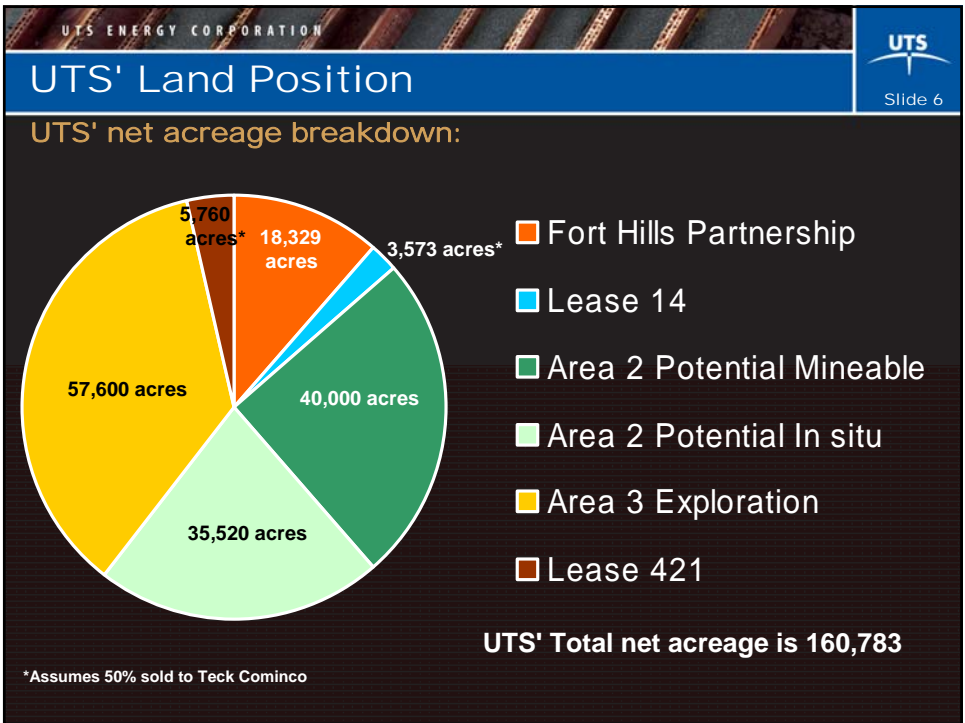 UTS ENERGY CORPORATION
UTS
UTS' Land Position
Slide 6
UTS' net acreage breakdown:
5,760
acres*
18,329
acres
3,573 acres*
57,600 acres
40,000 acres
35,520 acres
Fort Hills Partnership
Lease 14
Area 2 Potential Mineable
Area 2 Potential In situ
Area 3 Exploration
Lease 421
UTS' Total net acreage is 160,783
*Assumes 50% sold to Teck Cominco